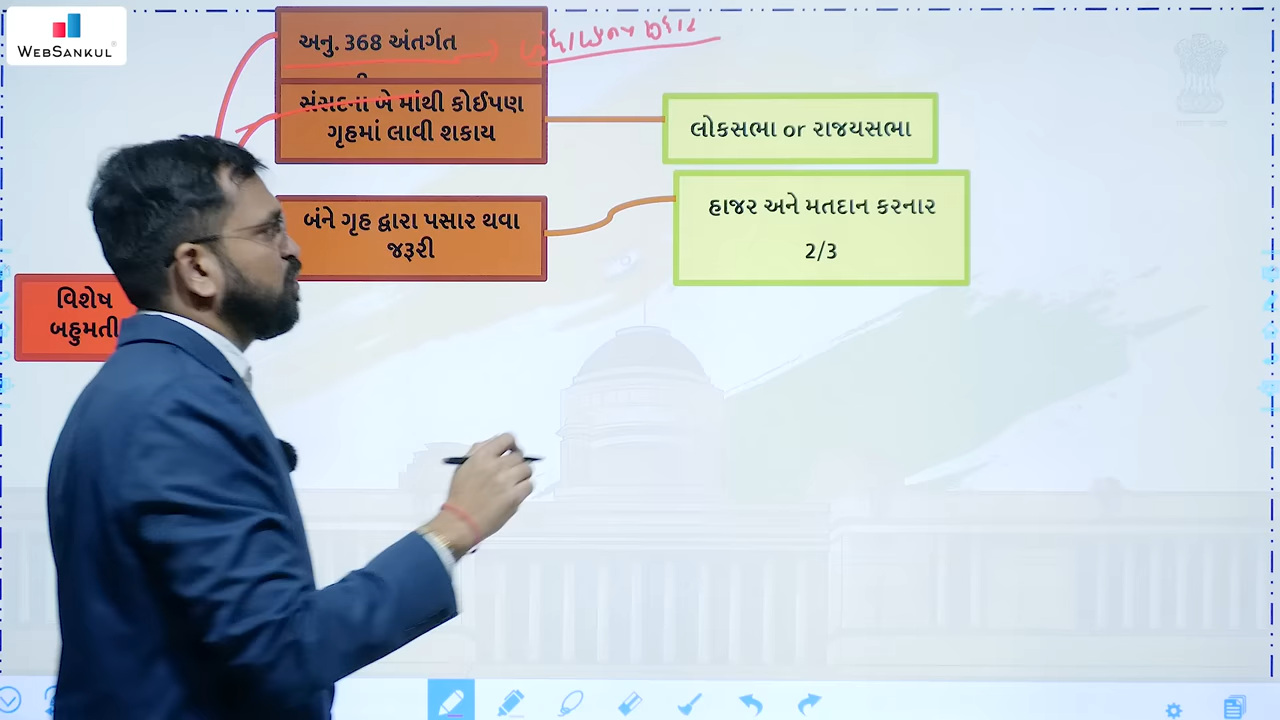 WEBSANKUL
અનુ. 368 અંતર્ગત
સંસદના બે માંથી કોઈપણ
ગૃહમાં લાવી શકાય
લોકસભા or રાજયસભા
બંને ગૃહ દ્વારા પસાર થવા
જરૂરી
હાજર અને મતદાન કરનાર
2/3
વિશેષ
બહુમતી